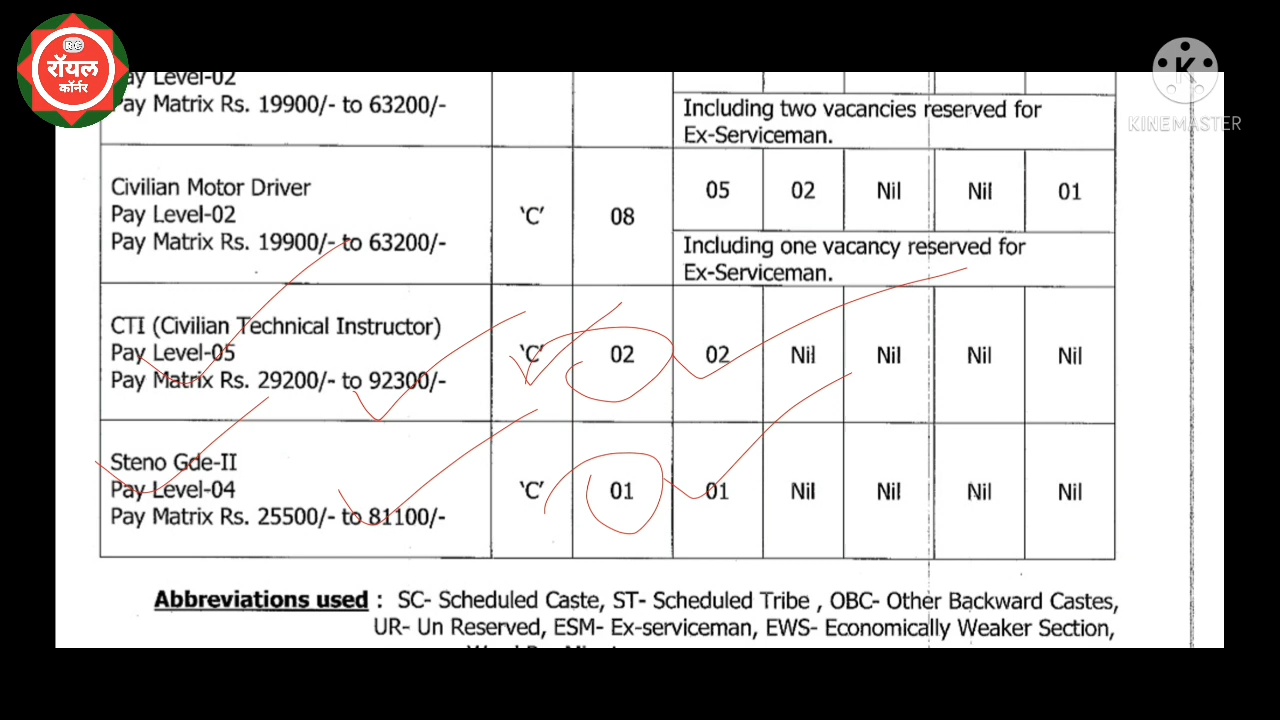 RC
रॉयल
कॉर्नर
K
KINEMASTER
Pay Level-02
Pay Matrix Rs. 19900/- to 63200/-
Including two vacancies reserved for
Ex-Serviceman.
Civilian Motor Driver
Pay Level-02
Pay Matrix Rs. 19900/- to 63200/-
'C' 08
05 02 Nil Nil 01
Including one vacancy reserved for
Ex-Serviceman.
CTI (Civilian Technical Instructor)
Pay Level-05
Pay Matrix Rs. 29200/- to 92300/-
'C' 02 02 Nil Nil Nil Nil
Steno Gde-II
Pay Level-04
Pay Matrix Rs. 25500/- to 81100/-
'C' 01 01 Nil Nil Nil Nil
Abbreviations used : SC- Scheduled Caste, ST- Scheduled Tribe , OBC- Other Backward Castes,
UR- Un Reserved, ESM- Ex-serviceman, EWS- Economically Weaker Section,